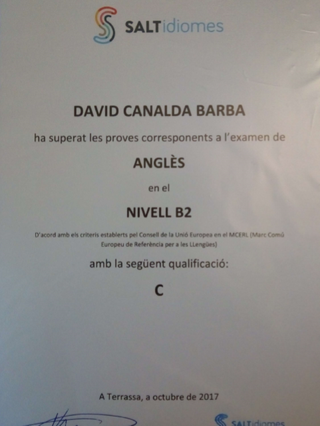 SALTidiomes
DAVID CANALDA BARBA
ha superat les proves corresponents a l'examen de
ANGLÈS
en el
NIVELL B2
D'acord amb els criteris establerts pel Consell de la Unió Europea en el MCERL (Marc Comú
Europeu de Referència per a les LLengües)
amb la següent qualificació:
C
A Terrassa, a octubre de 2017
SALTidiomes